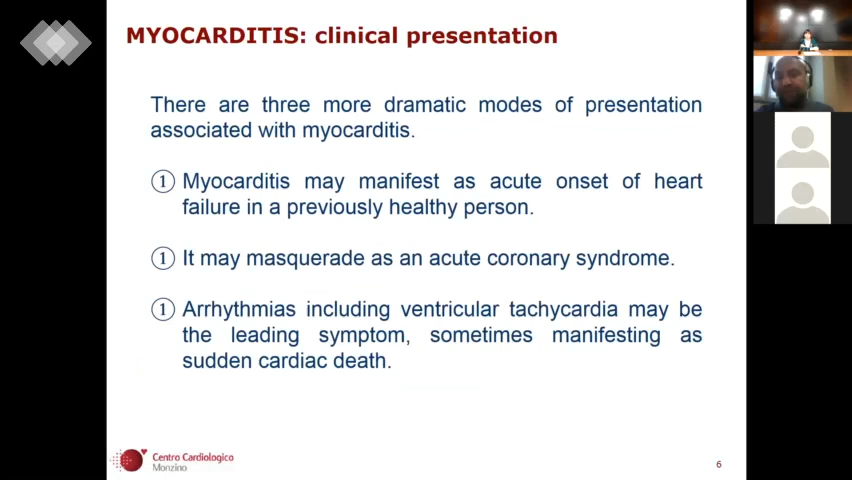 MYOCARDITIS: clinical presentation
There are three more dramatic modes of presentation
associated with myocarditis.
① Myocarditis may manifest as acute onset of heart
failure in a previously healthy person.
① It may masquerade as an acute coronary syndrome.
① Arrhythmias including ventricular tachycardia may be
the leading symptom, sometimes manifesting as
sudden cardiac death.
Centro Cardiologico
Monzino
6